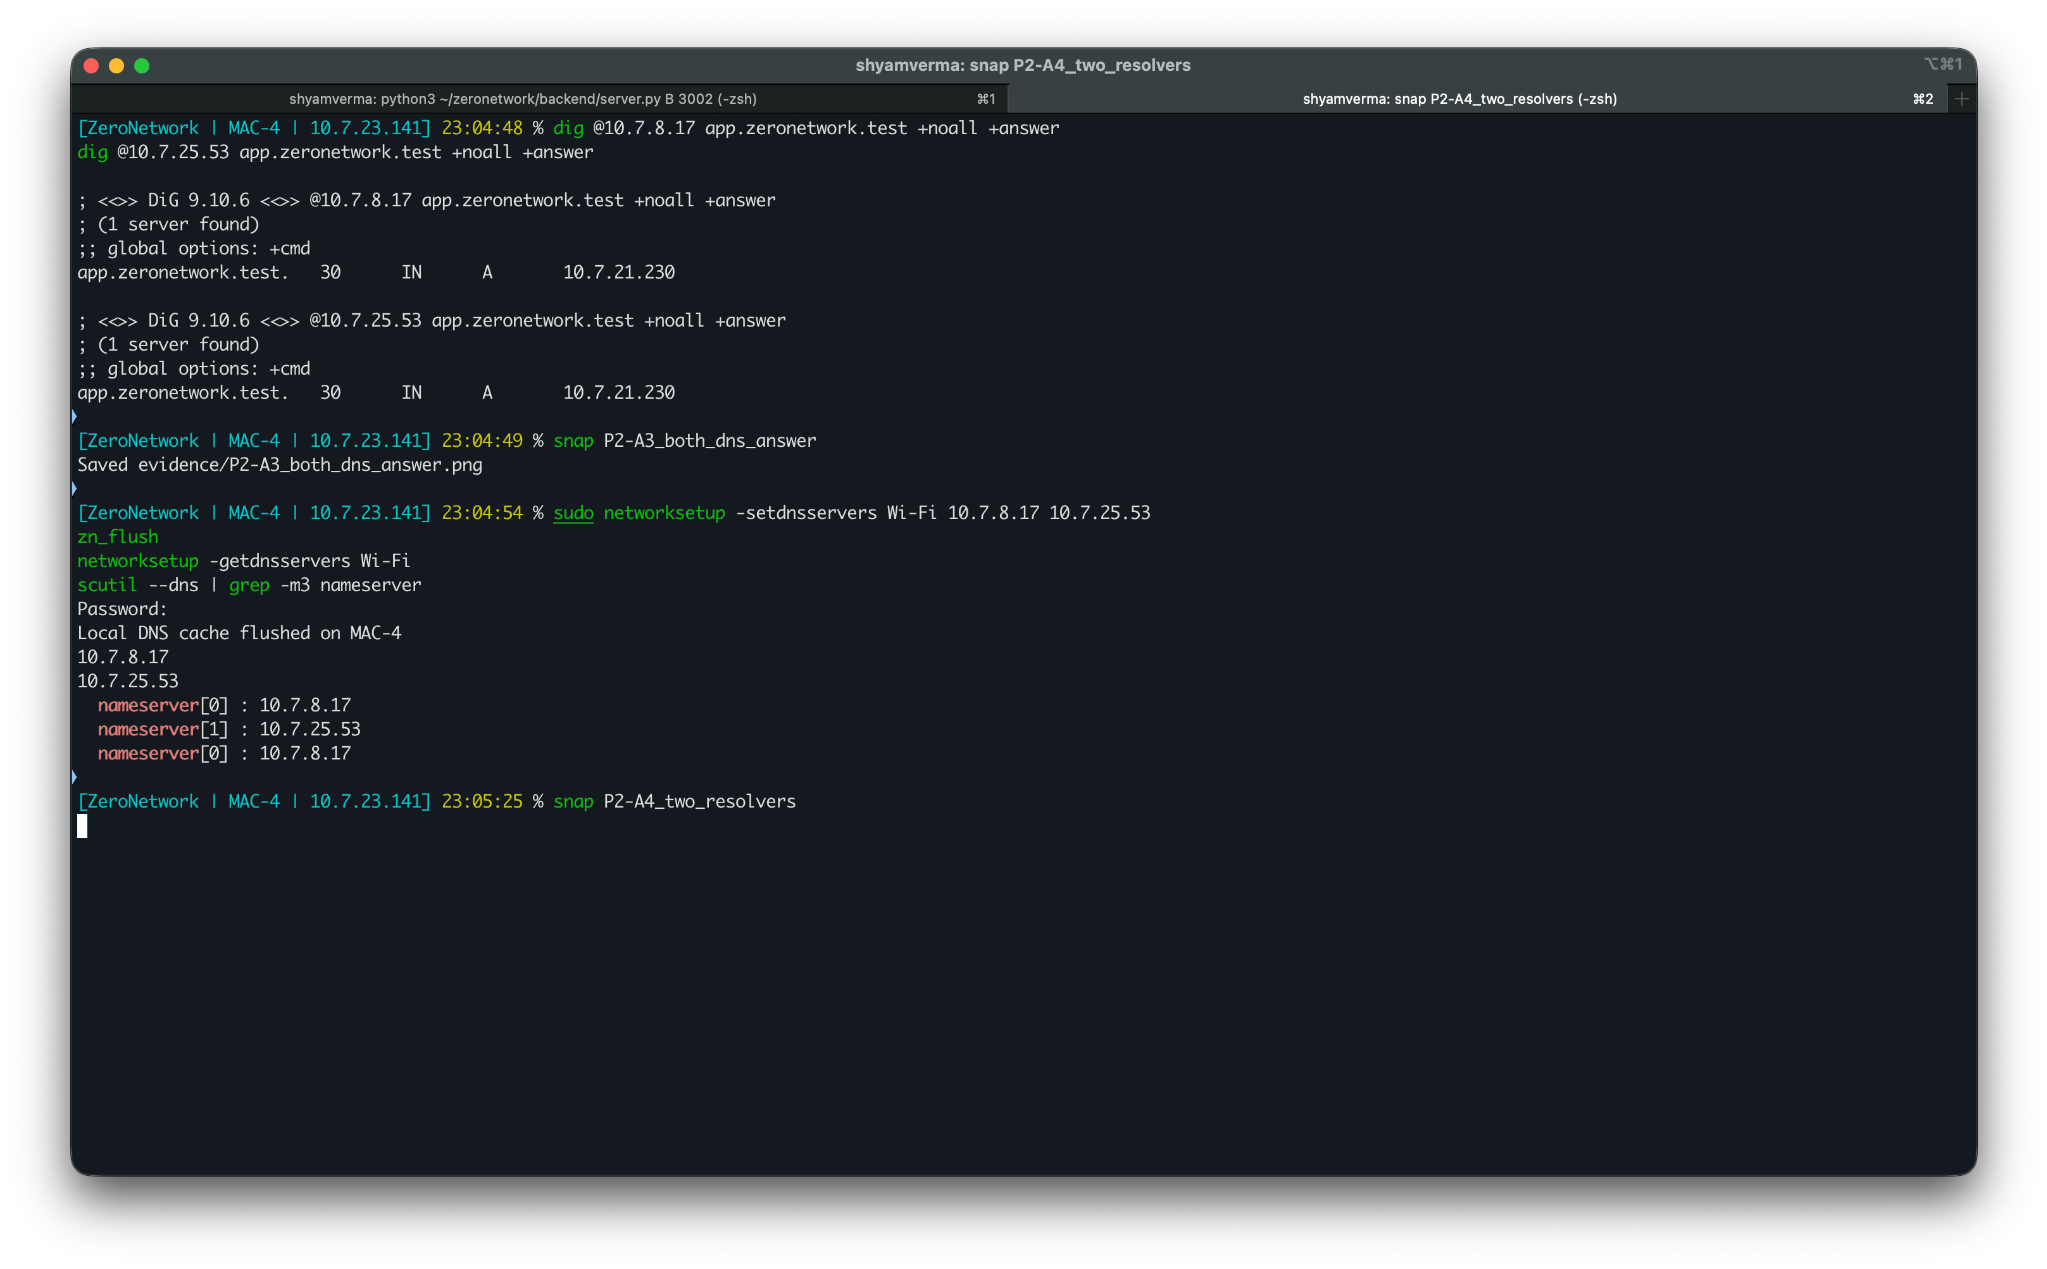 shyamverma: snap P2-A4_two_resolvers
⌥⌘1
shyamverma: python3 ~/zeronetwork/backend/server.py B 3002 (-zsh) ⌘1
shyamverma: snap P2-A4_two_resolvers (-zsh) ⌘2 +
[ZeroNetwork | MAC-4 | 10.7.23.141] 23:04:48 % dig @10.7.8.17 app.zeronetwork.test +noall +answer
dig @10.7.25.53 app.zeronetwork.test +noall +answer
; <<>> DiG 9.10.6 <<>> @10.7.8.17 app.zeronetwork.test +noall +answer
; (1 server found)
;; global options: +cmd
app.zeronetwork.test. 30 IN A 10.7.21.230
; <<>> DiG 9.10.6 <<>> @10.7.25.53 app.zeronetwork.test +noall +answer
; (1 server found)
;; global options: +cmd
app.zeronetwork.test. 30 IN A 10.7.21.230
[ZeroNetwork | MAC-4 | 10.7.23.141] 23:04:49 % snap P2-A3_both_dns_answer
Saved evidence/P2-A3_both_dns_answer.png
[ZeroNetwork | MAC-4 | 10.7.23.141] 23:04:54 % sudo networksetup -setdnsservers Wi-Fi 10.7.8.17 10.7.25.53
zn_flush
networksetup -getdnsservers Wi-Fi
scutil --dns | grep -m3 nameserver
Password:
Local DNS cache flushed on MAC-4
10.7.8.17
10.7.25.53
nameserver[0] : 10.7.8.17
nameserver[1] : 10.7.25.53
nameserver[0] : 10.7.8.17
[ZeroNetwork | MAC-4 | 10.7.23.141] 23:05:25 % snap P2-A4_two_resolvers